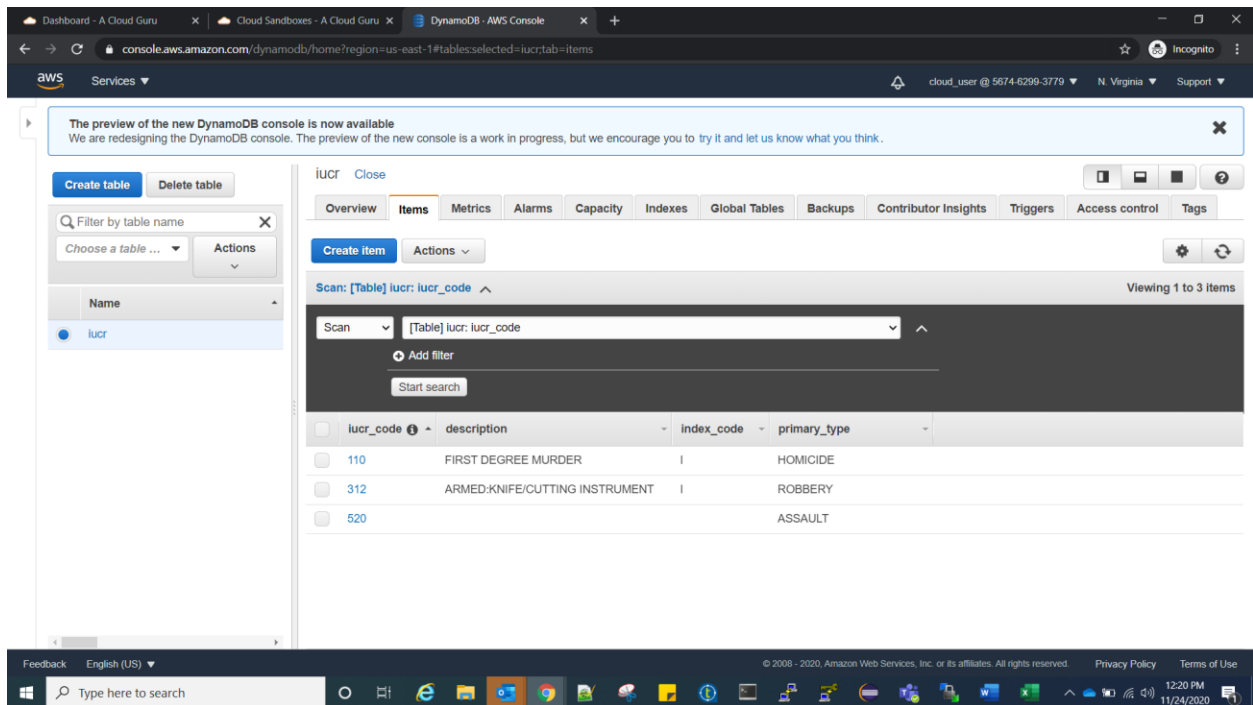 Dashboard - A Cloud Guru
Cloud Sandboxes - A Cloud Guru
DynamoDB - AWS Console
console.aws.amazon.com/dynamodb/home?region=us-east-1#tables:selected=iucr;tab=items
Incognito
aws Services
cloud_user @ 5674-6299-3779 N. Virginia Support
The preview of the new DynamoDB console is now available
We are redesigning the DynamoDB console. The preview of the new console is a work in progress, but we encourage you to try it and let us know what you think.
Create table Delete table
Filter by table name
Choose a table ... Actions
Name
iucr
iucr Close
Overview Items Metrics Alarms Capacity Indexes Global Tables Backups Contributor Insights Triggers Access control Tags
Create item Actions
Scan: [Table] iucr: iucr_code Viewing 1 to 3 items
Scan [Table] iucr: iucr_code
Add filter
Start search
iucr_code description index_code primary_type
110 FIRST DEGREE MURDER I HOMICIDE
312 ARMED:KNIFE/CUTTING INSTRUMENT I ROBBERY
520 ASSAULT
Feedback English (US) © 2008 - 2020, Amazon Web Services, Inc. or its affiliates. All rights reserved. Privacy Policy Terms of Use
Type here to search
12:20 PM
11/24/2020